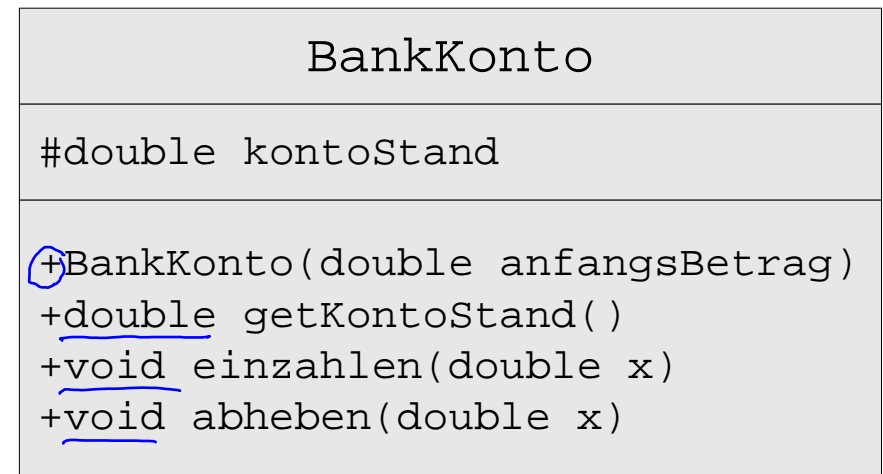 BankKonto
#double kontoStand
+BankKonto(double anfangsBetrag)
+double getKontoStand()
+void einzahlen(double x)
+void abheben(double x)